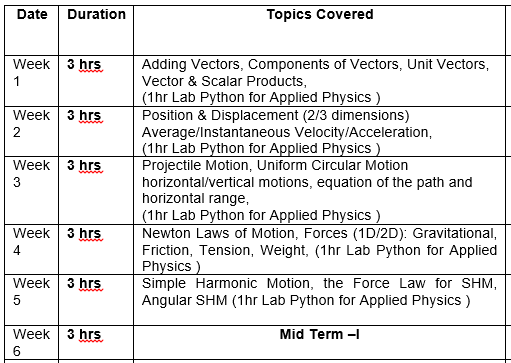 Date Duration Topics Covered
Week 1 3 hrs Adding Vectors, Components of Vectors, Unit Vectors,
Vector & Scalar Products,
(1hr Lab Python for Applied Physics )
Week 2 3 hrs Position & Displacement (2/3 dimensions)
Average/Instantaneous Velocity/Acceleration,
(1hr Lab Python for Applied Physics )
Week 3 3 hrs Projectile Motion, Uniform Circular Motion
horizontal/vertical motions, equation of the path and
horizontal range,
(1hr Lab Python for Applied Physics )
Week 4 3 hrs Newton Laws of Motion, Forces (1D/2D): Gravitational,
Friction, Tension, Weight, (1hr Lab Python for Applied
Physics )
Week 5 3 hrs Simple Harmonic Motion, the Force Law for SHM,
Angular SHM (1hr Lab Python for Applied Physics )
Week 6 3 hrs Mid Term –I